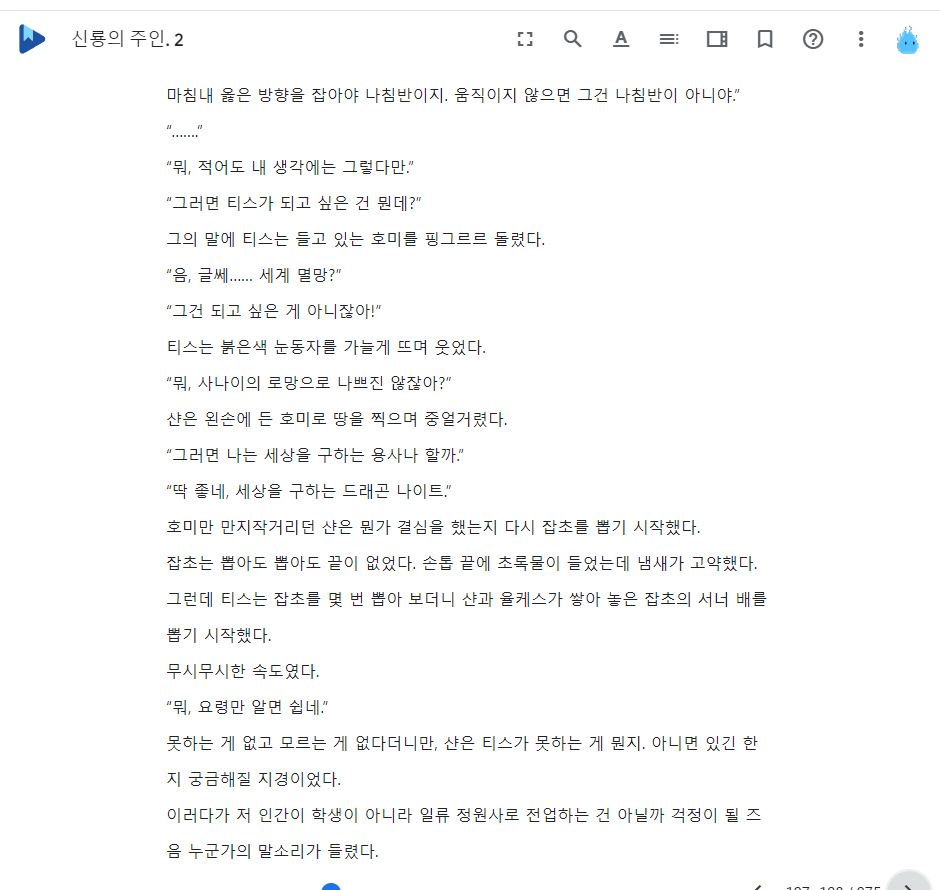 신룡의 주인. 2
마침내 옳은 방향을 잡아야 나침반이지. 움직이지 않으면 그건 나침반이 아니야.”
“…….”
“뭐, 적어도 내 생각에는 그렇다만.”
“그러면 티스가 되고 싶은 건 뭔데?”
그의 말에 티스는 들고 있는 호미를 핑그르르 돌렸다.
“음, 글쎄…… 세계 멸망?”
“그건 되고 싶은 게 아니잖아!”
티스는 붉은색 눈동자를 가늘게 뜨며 웃었다.
“뭐, 사나이의 로망으로 나쁘진 않잖아?”
샨은 왼손에 든 호미로 땅을 찍으며 중얼거렸다.
“그러면 나는 세상을 구하는 용사나 할까.”
“딱 좋네, 세상을 구하는 드래곤 나이트.”
호미만 만지작거리던 샨은 뭔가 결심을 했는지 다시 잡초를 뽑기 시작했다.
잡초는 뽑아도 뽑아도 끝이 없었다. 손톱 끝에 초록물이 들었는데 냄새가 고약했다.
그런데 티스는 잡초를 몇 번 뽑아 보더니 샨과 율케스가 쌓아 놓은 잡초의 서너 배를
뽑기 시작했다.
무시무시한 속도였다.
“뭐, 요령만 알면 쉽네.”
못하는 게 없고 모르는 게 없다더니만, 샨은 티스가 못하는 게 뭔지. 아니면 있긴 한
지 궁금해질 지경이었다.
이러다가 저 인간이 학생이 아니라 일류 정원사로 전업하는 건 아닐까 걱정이 될 즈
음 누군가의 말소리가 들렸다.